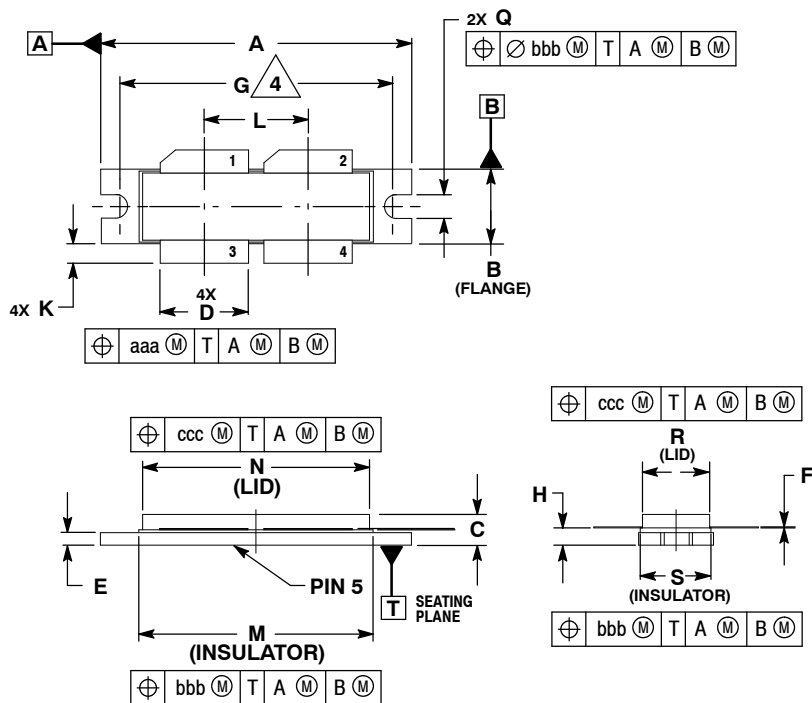 2X Q
A
A
⌖ ∅ bbb Ⓜ T A Ⓜ B Ⓜ
G 4
B
L
1
2
3
4
B
(FLANGE)
4X K
4X
D
⌖ aaa Ⓜ T A Ⓜ B Ⓜ
⌖ ccc Ⓜ T A Ⓜ B Ⓜ
N
(LID)
C
E
PIN 5
T
SEATING
PLANE
M
(INSULATOR)
⌖ bbb Ⓜ T A Ⓜ B Ⓜ
⌖ ccc Ⓜ T A Ⓜ B Ⓜ
R
(LID)
F
H
S
(INSULATOR)
⌖ bbb Ⓜ T A Ⓜ B Ⓜ